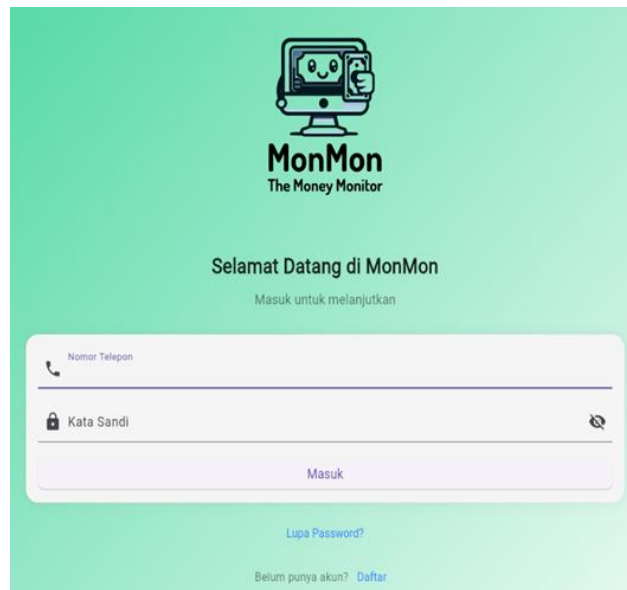 MonMon
The Money Monitor
Selamat Datang di MonMon
Masuk untuk melanjutkan
Nomor Telepon
Kata Sandi
Masuk
Lupa Password?
Belum punya akun? Daftar